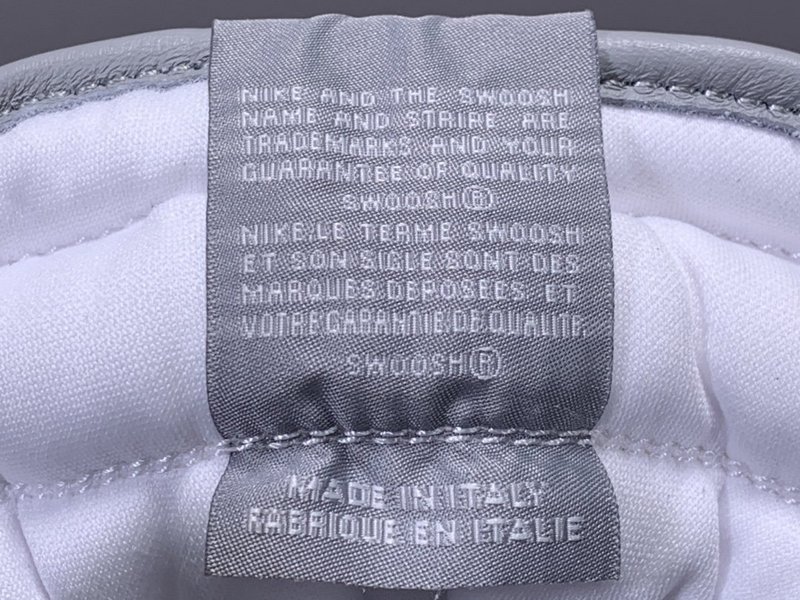 NIKE AND THE SWOOSH
NAME AND STRIPE ARE
TRADEMARKS AND YOUR
GUARANTEE OF QUALITY
SWOOSH®
NIKE.LE TERME SWOOSH
ET SON SIGLE SONT DES
MARQUES DEPOSEES ET
VOTRE GARANTIE DE QUALITE.
SWOOSH®
MADE IN ITALY
FABRIQUE EN ITALIE